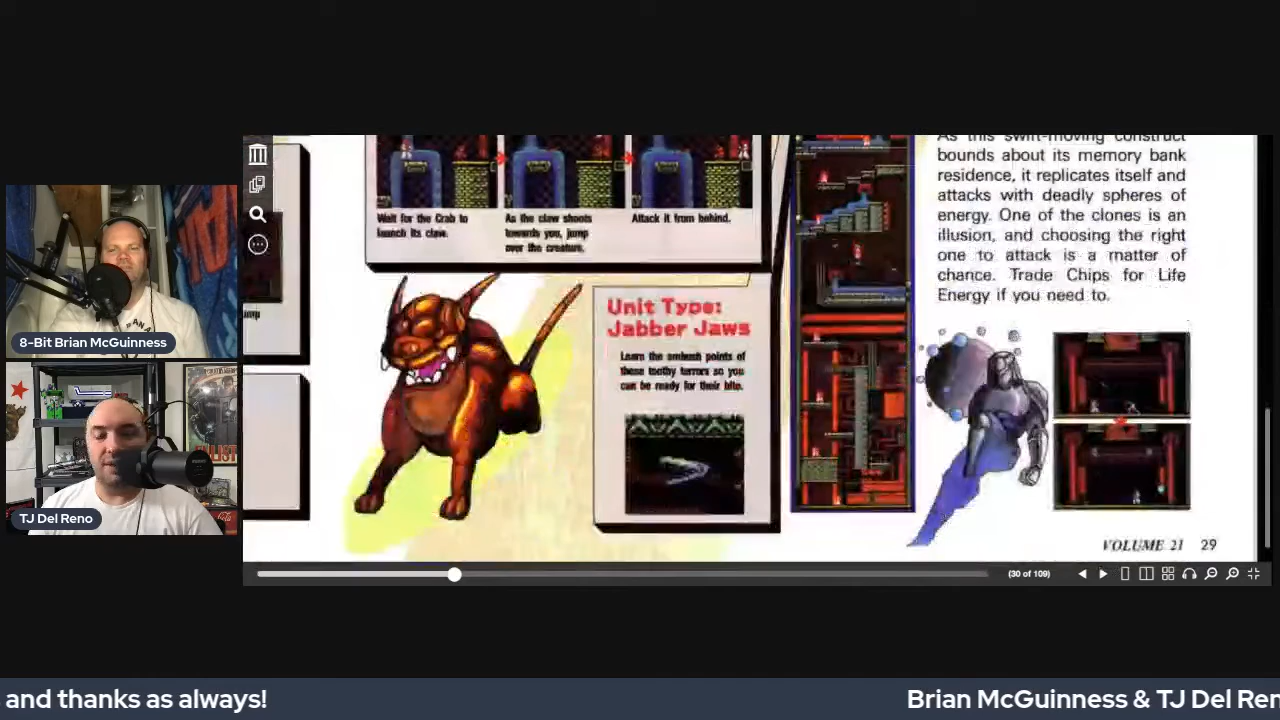 8-Bit Brian McGuinness
TJ Del Reno
Wait for the Crab to
launch its claw.
As the claw shoots
towards you, jump
over the creature.
Attack it from behind.
Unit Type:
Jabber Jaws
Learn the ambush points of
these toothy terrors so you
can be ready for their bite.
As this swift-moving construct
bounds about its memory bank
residence, it replicates itself and
attacks with deadly spheres of
energy. One of the clones is an
illusion, and choosing the right
one to attack is a matter of
chance. Trade Chips for Life
Energy if you need to.
VOLUME 21 29
(30 of 109)
and thanks as always!
Brian McGuinness & TJ Del Ren